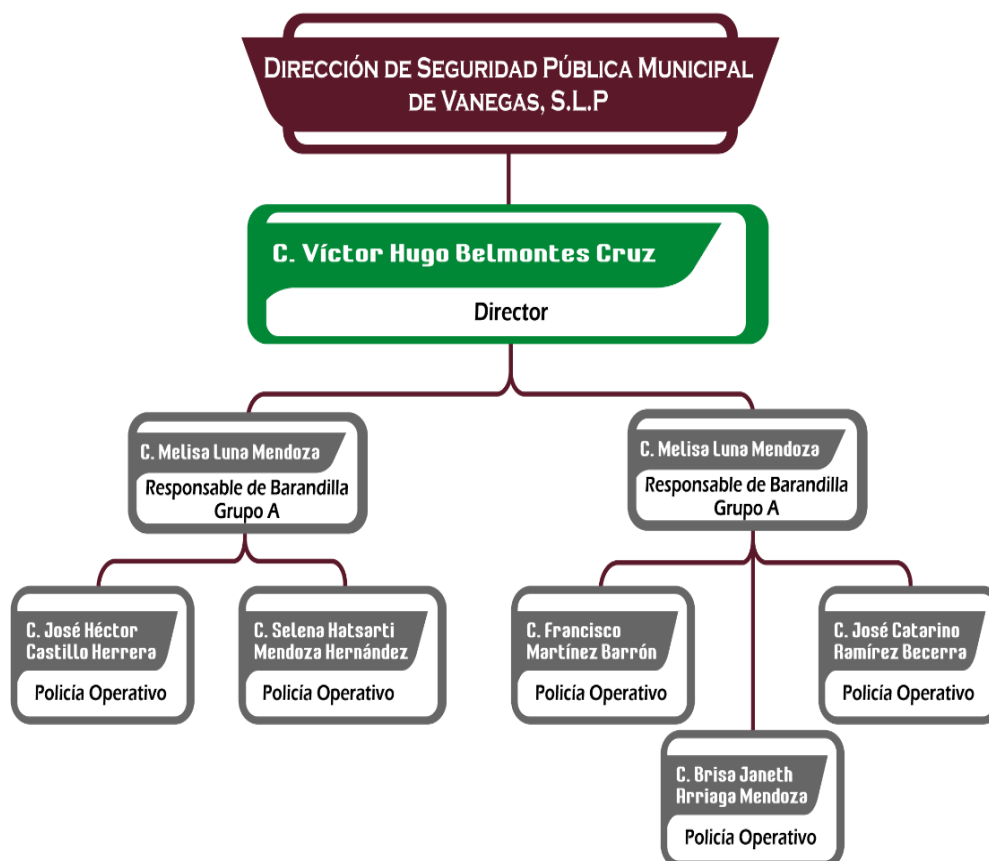 DIRECCIÓN DE SEGURIDAD PÚBLICA MUNICIPAL
DE VANEGAS, S.L.P
C. Víctor Hugo Belmontes Cruz
Director
C. Melisa Luna Mendoza
Responsable de Barandilla
Grupo A
C. Melisa Luna Mendoza
Responsable de Barandilla
Grupo A
C. José Héctor
Castillo Herrera
Policía Operativo
C. Selena Hatsarti
Mendoza Hernández
Policía Operativo
C. Francisco
Martínez Barrón
Policía Operativo
C. José Catarino
Ramírez Becerra
Policía Operativo
C. Brisa Janeth
Arriaga Mendoza
Policía Operativo